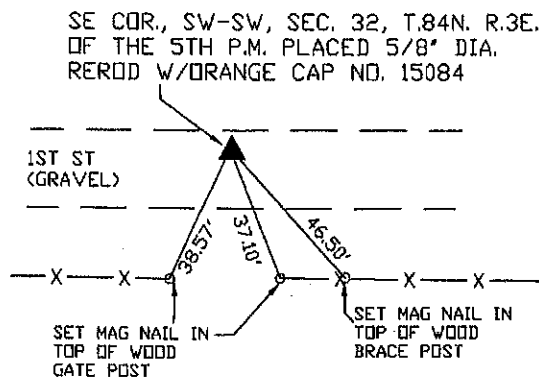 SE COR., SW-SW, SEC. 32, T.84N. R.3E.
OF THE 5TH P.M. PLACED 5/8" DIA.
REROD W/ORANGE CAP NO. 15084
1ST ST
(GRAVEL)
38.57'
37.10'
46.50'
X X X X X
SET MAG NAIL IN
TOP OF WOOD
GATE POST
SET MAG NAIL IN
TOP OF WOOD
BRACE POST